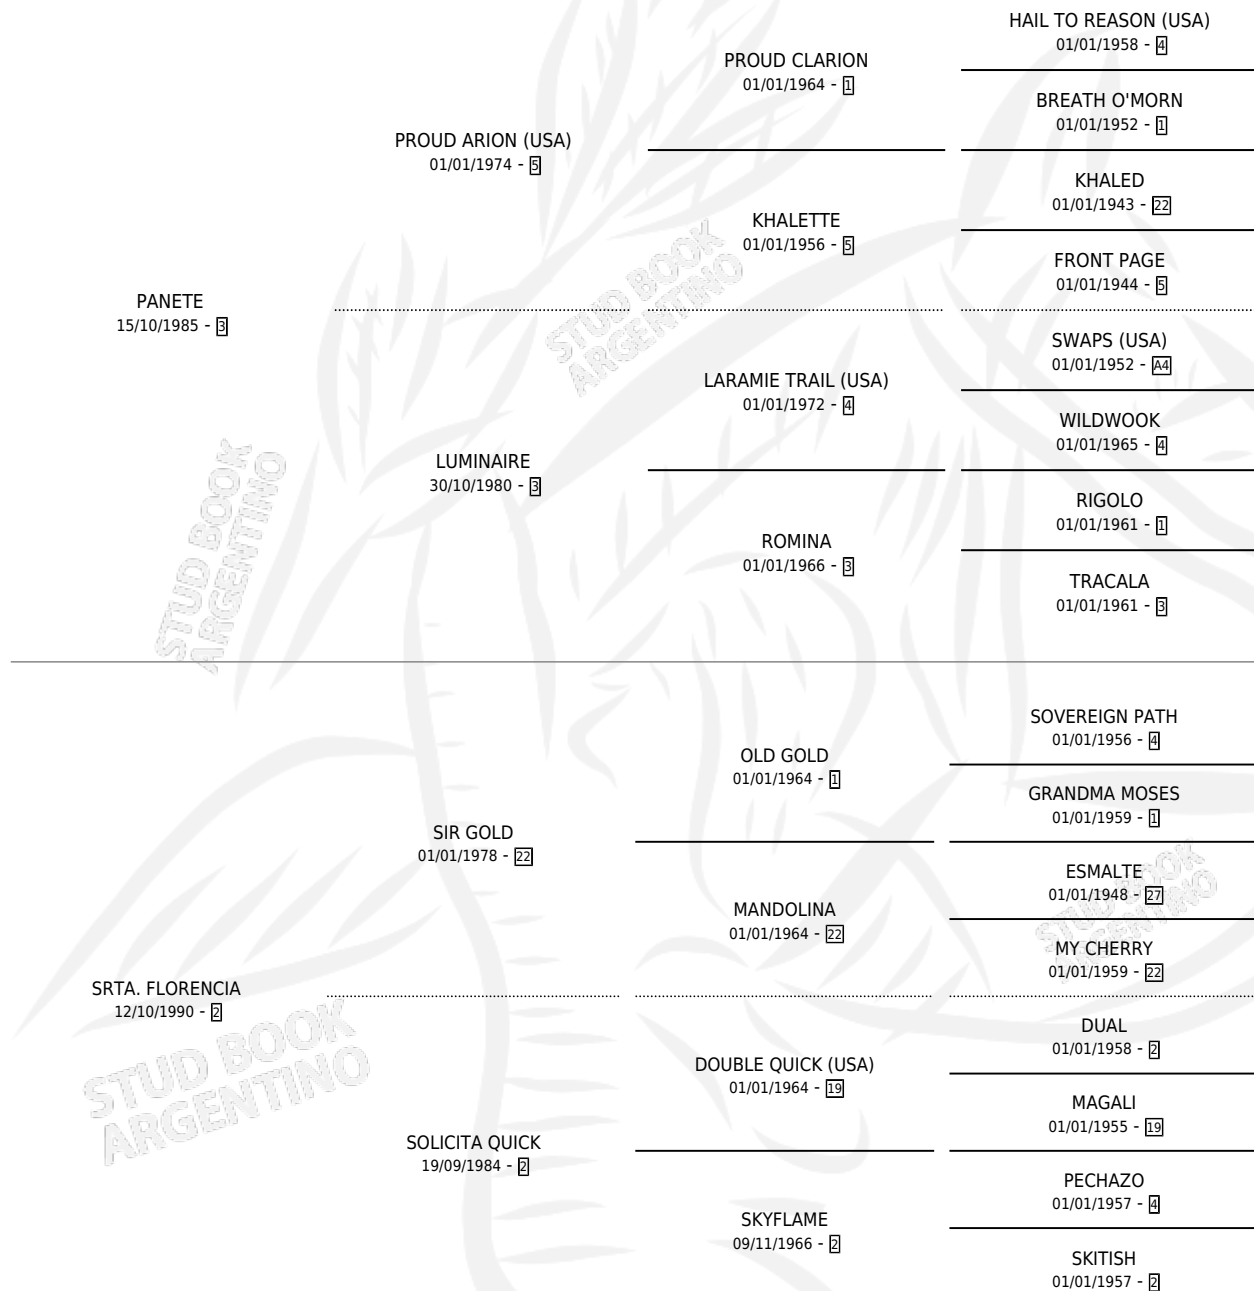 HAIL TO REASON (USA)
01/01/1958 - 4
PROUD CLARION
01/01/1964 - 1
BREATH O'MORN
01/01/1952 - 1
PROUD ARION (USA)
01/01/1974 - 5
KHALED
01/01/1943 - 22
KHALETTE
01/01/1956 - 5
FRONT PAGE
01/01/1944 - 5
PANETE
15/10/1985 - 3
SWAPS (USA)
01/01/1952 - A4
LARAMIE TRAIL (USA)
01/01/1972 - 4
WILDWOOK
01/01/1965 - 4
LUMINAIRE
30/10/1980 - 3
RIGOLO
01/01/1961 - 1
ROMINA
01/01/1966 - 3
TRACALA
01/01/1961 - 3
STUD BOOK
ARGENTINO
STUD BOOK
ARGENTINO
SOVEREIGN PATH
01/01/1956 - 4
OLD GOLD
01/01/1964 - 1
GRANDMA MOSES
01/01/1959 - 1
SIR GOLD
01/01/1978 - 22
ESMALTE
01/01/1948 - 27
MANDOLINA
01/01/1964 - 22
MY CHERRY
01/01/1959 - 22
STUD BOOK
ARGENTINO
SRTA. FLORENCIA
12/10/1990 - 2
DUAL
01/01/1958 - 2
DOUBLE QUICK (USA)
01/01/1964 - 19
MAGALI
01/01/1955 - 19
STUD BOOK
ARGENTINO
SOLICITA QUICK
19/09/1984 - 2
PECHAZO
01/01/1957 - 4
SKYFLAME
09/11/1966 - 2
SKITISH
01/01/1957 - 2